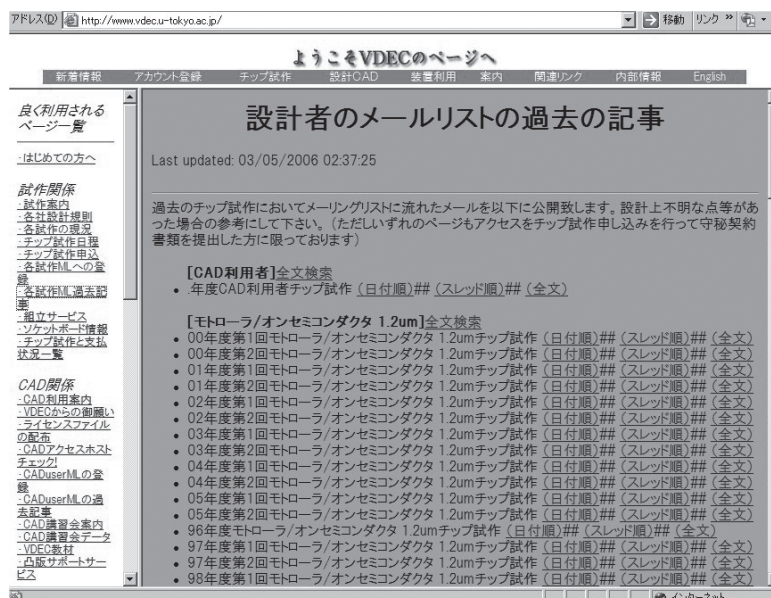 アドレス(D) http://www.vdec.u-tokyo.ac.jp/ 移動 リンク »
ようこそVDECのページへ
新着情報 アカウント登録 チップ試作 設計CAD 装置利用 案内 関連リンク 内部情報 English
良く利用される
ページ一覧
・はじめての方へ
試作関係
・試作案内
・各社設計規則
・各試作の現況
・チップ試作日程
・チップ試作申込
・各試作MLへの登
録
・各試作ML過去記
事
・組立サービス
・ソケットボード情報
・チップ試作と支払
状況一覧
CAD関係
・CAD利用案内
・VDECからの御願い
・ライセンスファイル
の配布
・CADアクセスホスト
チェック!
・CADuserMLの登
録
・CADuserMLの過
去記事
・CAD講習会案内
・CAD講習会データ
・VDEC教材
・凸版サポートサー
ビス
設計者のメールリストの過去の記事
Last updated: 03/05/2006 02:37:25
過去のチップ試作においてメーリングリストに流れたメールを以下に公開致します。設計上不明な点等があ
った場合の参考にして下さい。(ただしいずれのページもアクセスをチップ試作申し込みを行って守秘契約
書類を提出した方に限っております)
[CAD利用者]全文検索
• .年度CAD利用者チップ試作 (日付順)## (スレッド順)## (全文)
[モトローラ/オンセミコンダクタ 1.2um]全文検索
• 00年度第1回モトローラ/オンセミコンダクタ 1.2umチップ試作 (日付順)## (スレッド順)## (全文)
• 00年度第2回モトローラ/オンセミコンダクタ 1.2umチップ試作 (日付順)## (スレッド順)## (全文)
• 01年度第1回モトローラ/オンセミコンダクタ 1.2umチップ試作 (日付順)## (スレッド順)## (全文)
• 01年度第2回モトローラ/オンセミコンダクタ 1.2umチップ試作 (日付順)## (スレッド順)## (全文)
• 02年度第1回モトローラ/オンセミコンダクタ 1.2umチップ試作 (日付順)## (スレッド順)## (全文)
• 02年度第2回モトローラ/オンセミコンダクタ 1.2umチップ試作 (日付順)## (スレッド順)## (全文)
• 03年度第1回モトローラ/オンセミコンダクタ 1.2umチップ試作 (日付順)## (スレッド順)## (全文)
• 03年度第2回モトローラ/オンセミコンダクタ 1.2umチップ試作 (日付順)## (スレッド順)## (全文)
• 04年度第1回モトローラ/オンセミコンダクタ 1.2umチップ試作 (日付順)## (スレッド順)## (全文)
• 04年度第2回モトローラ/オンセミコンダクタ 1.2umチップ試作 (日付順)## (スレッド順)## (全文)
• 05年度第1回モトローラ/オンセミコンダクタ 1.2umチップ試作 (日付順)## (スレッド順)## (全文)
• 05年度第2回モトローラ/オンセミコンダクタ 1.2umチップ試作 (日付順)## (スレッド順)## (全文)
• 96年度モトローラ/オンセミコンダクタ 1.2umチップ試作 (日付順)## (スレッド順)## (全文)
• 97年度第1回モトローラ/オンセミコンダクタ 1.2umチップ試作 (日付順)## (スレッド順)## (全文)
• 97年度第2回モトローラ/オンセミコンダクタ 1.2umチップ試作 (日付順)## (スレッド順)## (全文)
• 98年度第1回モトローラ/オンセミコンダクタ 1.2umチップ試作 (日付順)## (スレッド順)## (全文)
インターネット